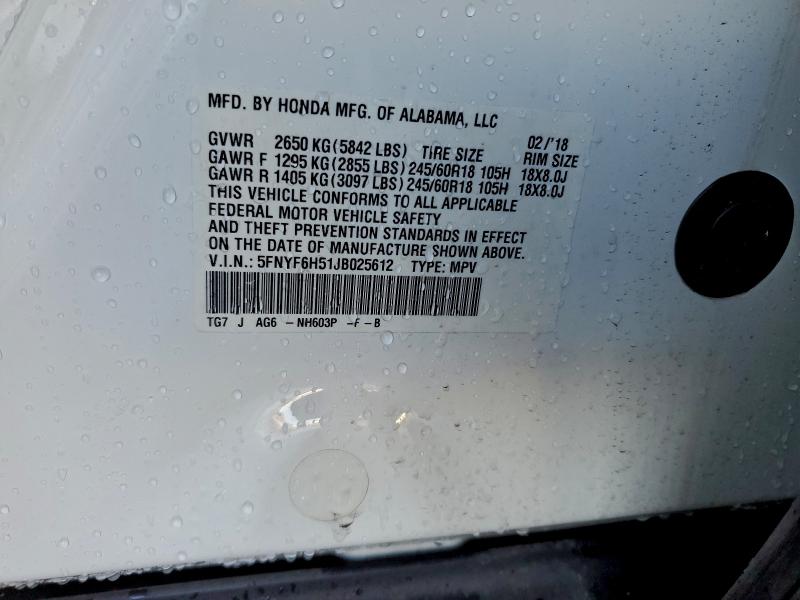 MFD. BY HONDA MFG. OF ALABAMA, LLC
GVWR 2650 KG(5842 LBS) TIRE SIZE 02/'18 RIM SIZE
GAWR F 1295 KG(2855 LBS) 245/60R18 105H 18X8.0J
GAWR R 1405 KG(3097 LBS) 245/60R18 105H 18X8.0J
THIS VEHICLE CONFORMS TO ALL APPLICABLE
FEDERAL MOTOR VEHICLE SAFETY
AND THEFT PREVENTION STANDARDS IN EFFECT
ON THE DATE OF MANUFACTURE SHOWN ABOVE.
V.I.N.: 5FNYF6H51JB025612 TYPE: MPV
TG7 J AG6 -NH603P -F -B